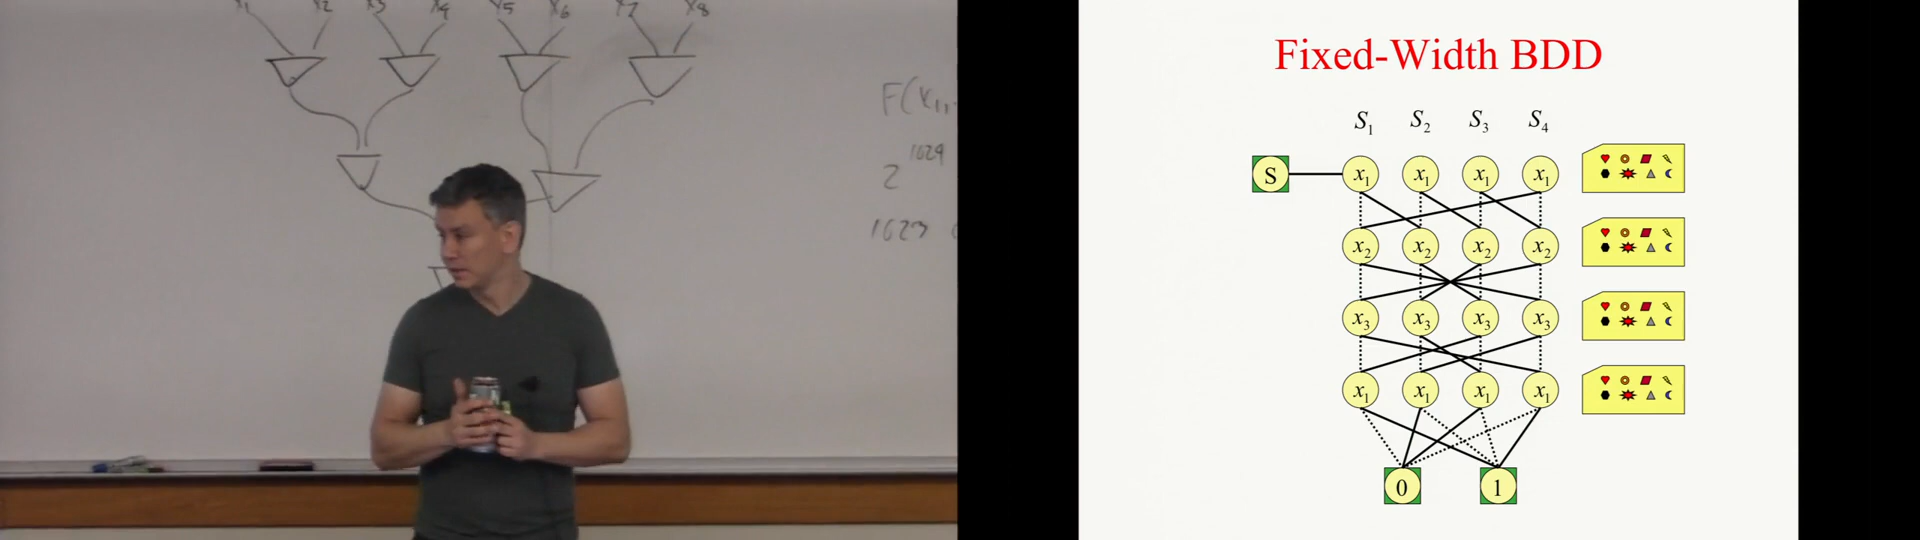 x1 x2 x3 x4 x5 x6 x7 x8
F(x1,
2^1024
1023
Fixed-Width BDD
S1 S2 S3 S4
S x1 x1 x1 x1
x2 x2 x2 x2
x3 x3 x3 x3
x1 x1 x1 x1
0 1